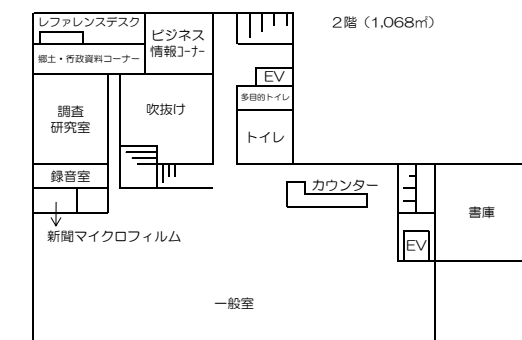 レファレンスデスク
２階（1,068㎡）
ビジネス
情報ｺｰﾅｰ
郷土・行政資料コーナー
EV
多目的トイレ
調査
研究室
吹抜け
トイレ
録音室
カウンター
書庫
新聞マイクロフィルム
EV
一般室